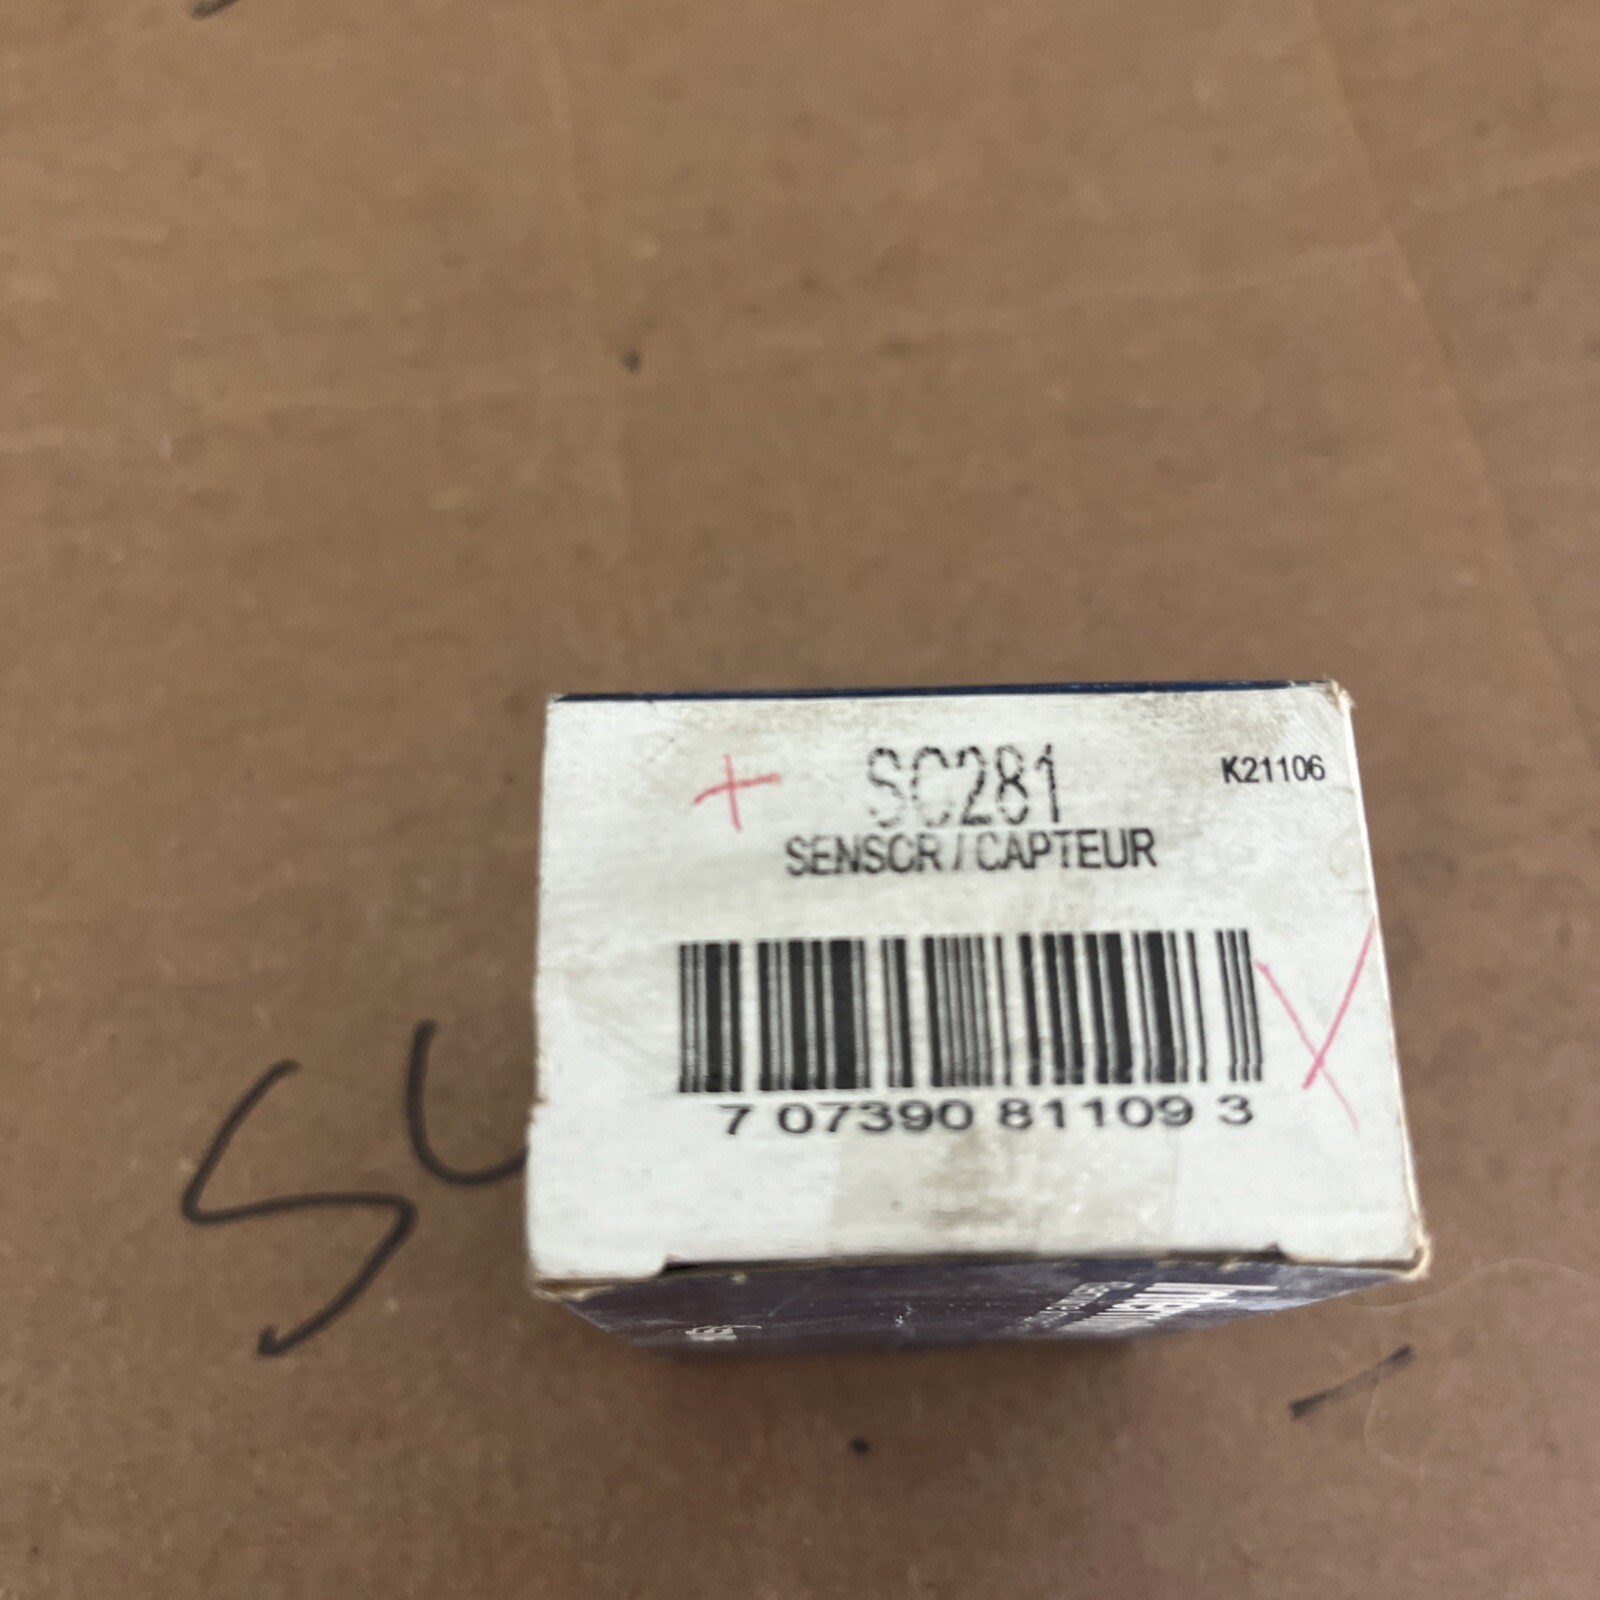 SC281
K21106
SENSOR / CAPTEUR
7 07390 81109 3